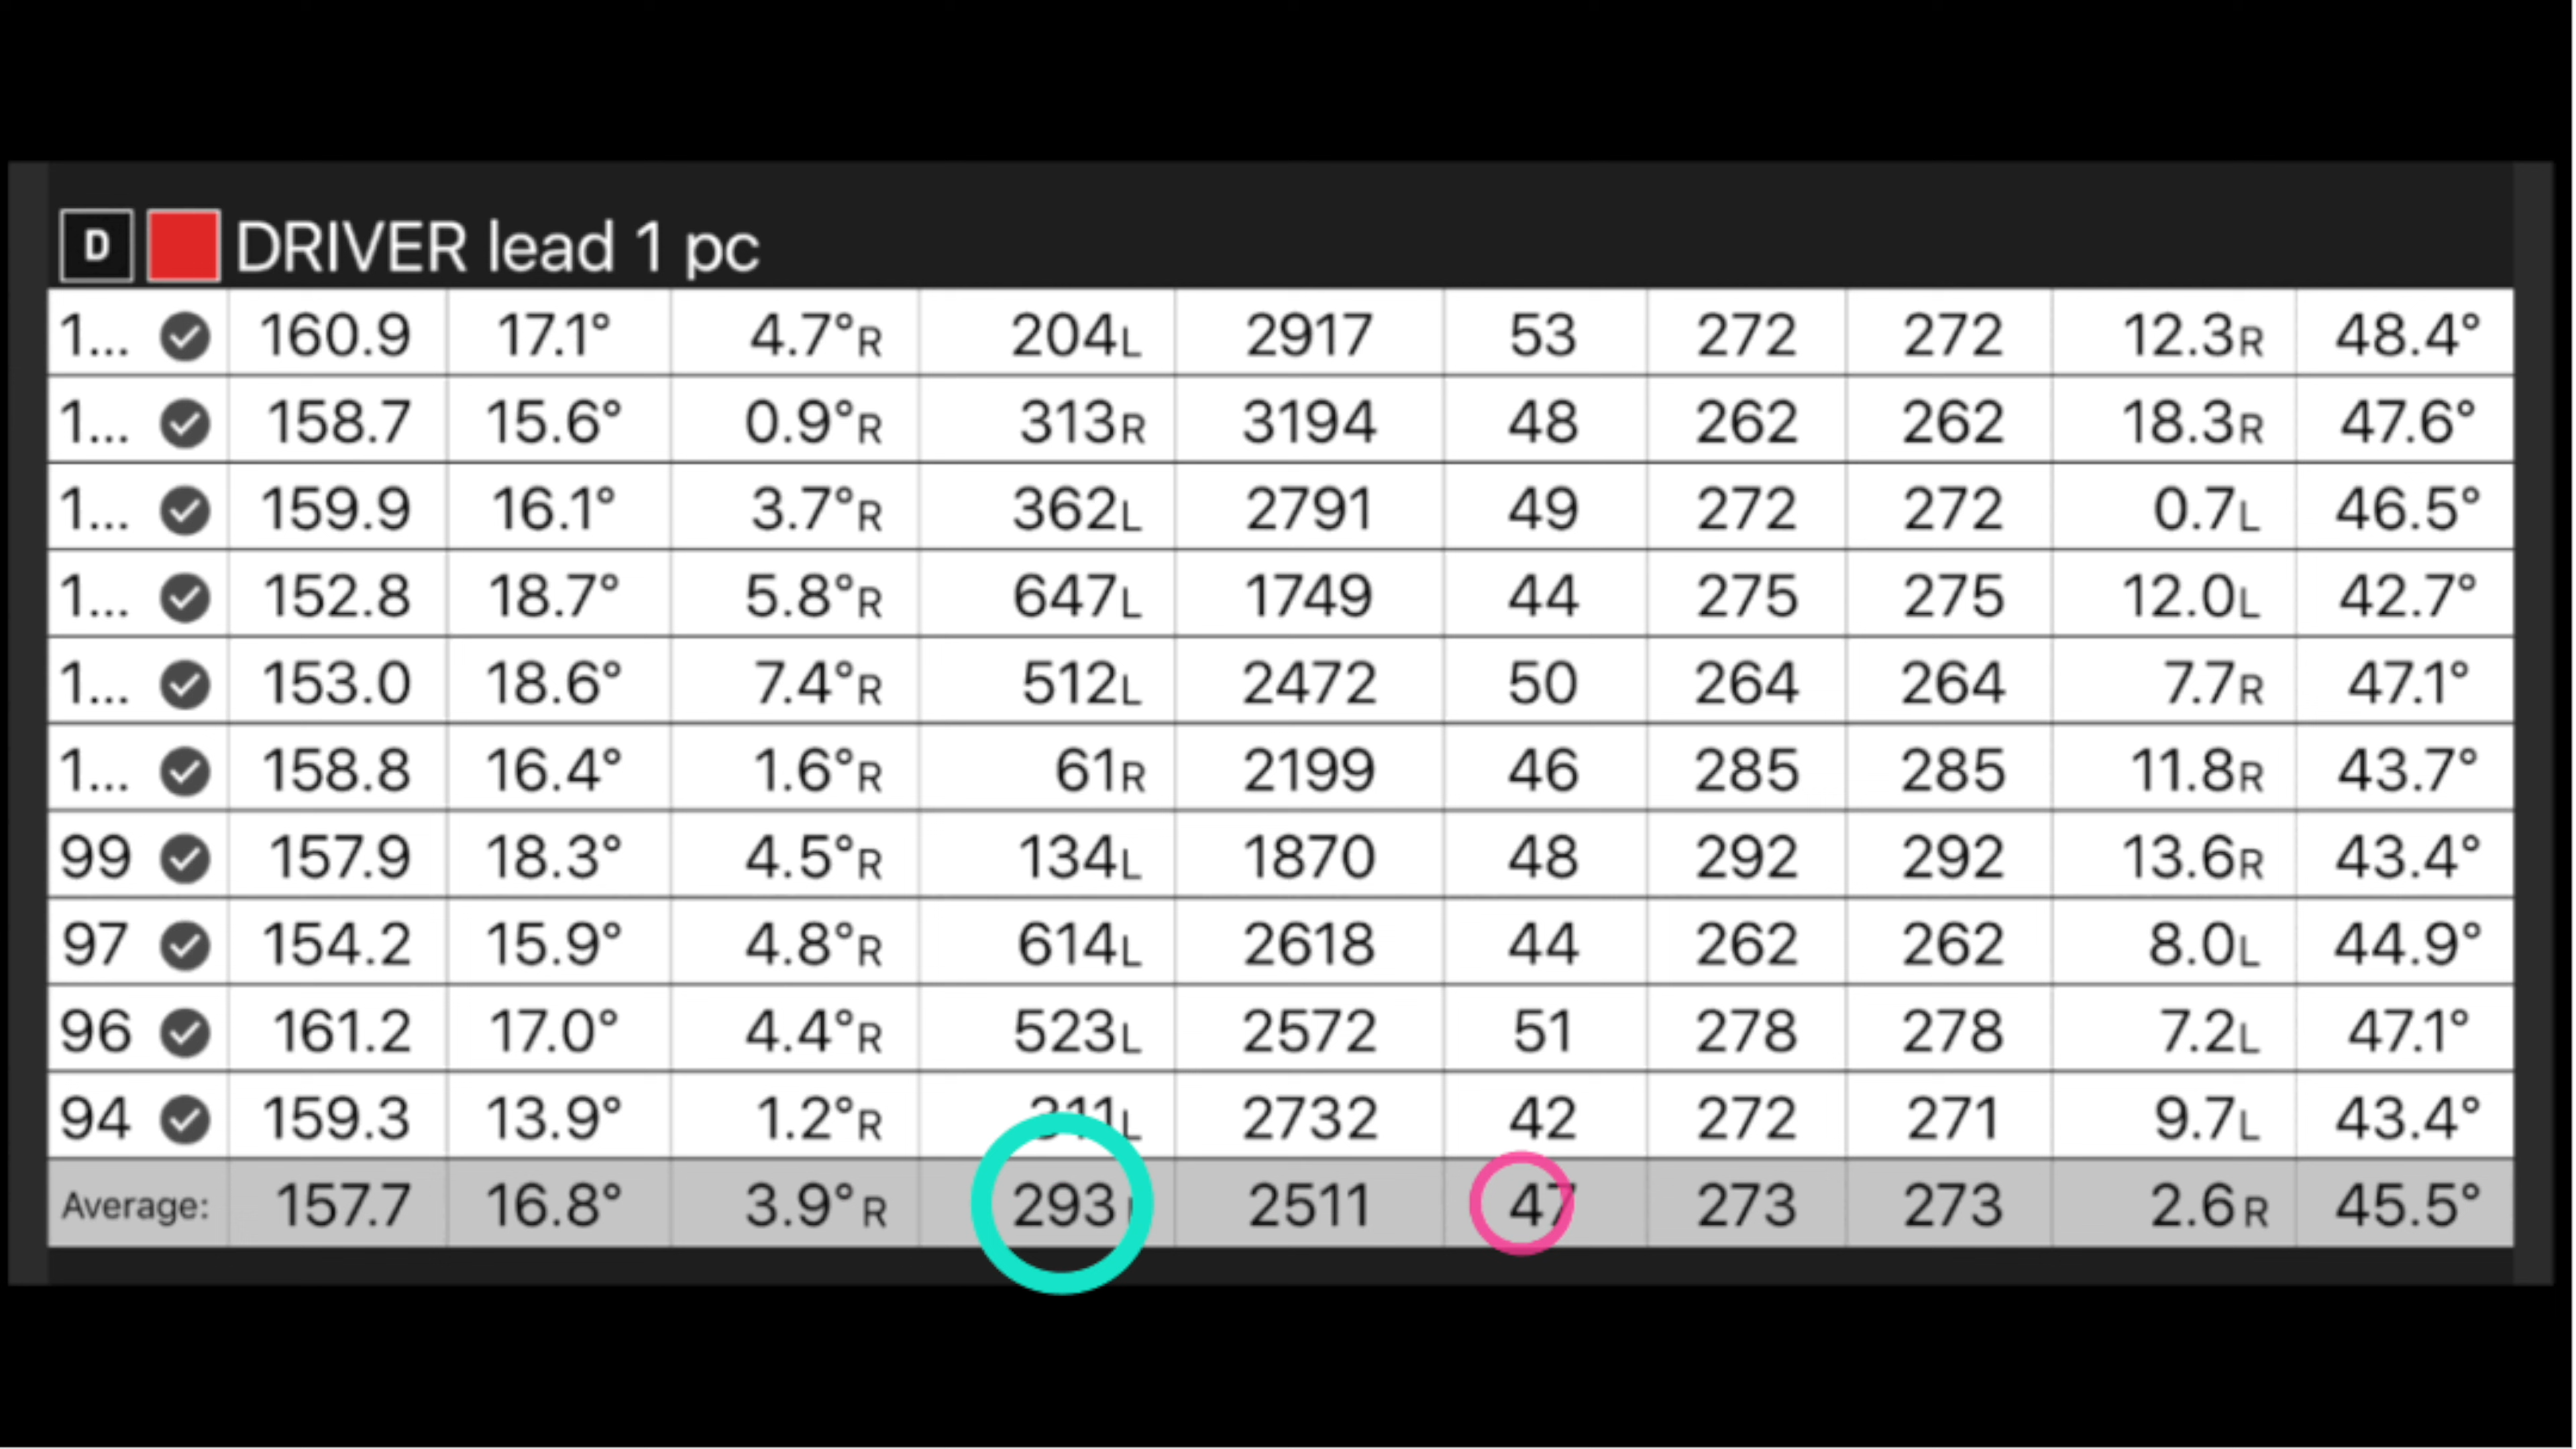 D DRIVER lead 1 pc
1... 160.9 17.1° 4.7°R 204L 2917 53 272 272 12.3R 48.4°
1... 158.7 15.6° 0.9°R 313R 3194 48 262 262 18.3R 47.6°
1... 159.9 16.1° 3.7°R 362L 2791 49 272 272 0.7L 46.5°
1... 152.8 18.7° 5.8°R 647L 1749 44 275 275 12.0L 42.7°
1... 153.0 18.6° 7.4°R 512L 2472 50 264 264 7.7R 47.1°
1... 158.8 16.4° 1.6°R 61R 2199 46 285 285 11.8R 43.7°
99 157.9 18.3° 4.5°R 134L 1870 48 292 292 13.6R 43.4°
97 154.2 15.9° 4.8°R 614L 2618 44 262 262 8.0L 44.9°
96 161.2 17.0° 4.4°R 523L 2572 51 278 278 7.2L 47.1°
94 159.3 13.9° 1.2°R 311L 2732 42 272 271 9.7L 43.4°
Average: 157.7 16.8° 3.9°R 293L 2511 47 273 273 2.6R 45.5°